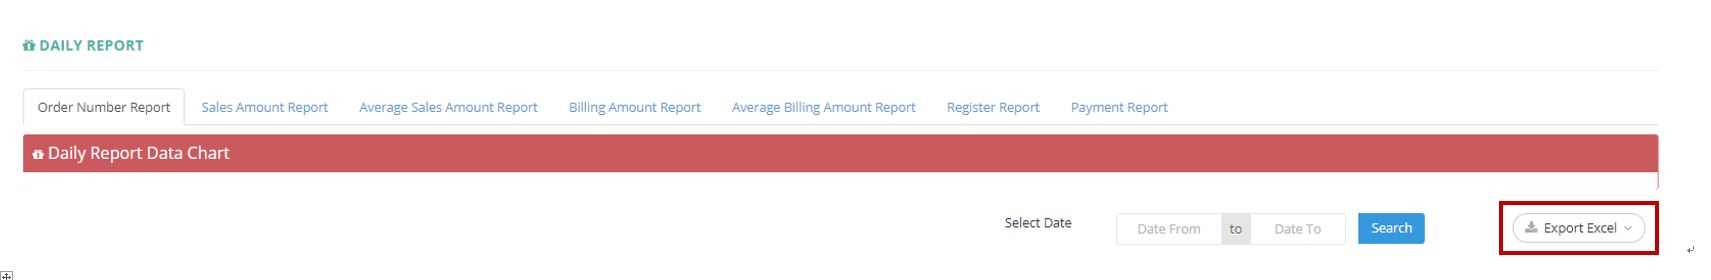 DAILY REPORT
Order Number Report Sales Amount Report Average Sales Amount Report Billing Amount Report Average Billing Amount Report Register Report Payment Report
Daily Report Data Chart
Select Date Date From to Date To Search Export Excel